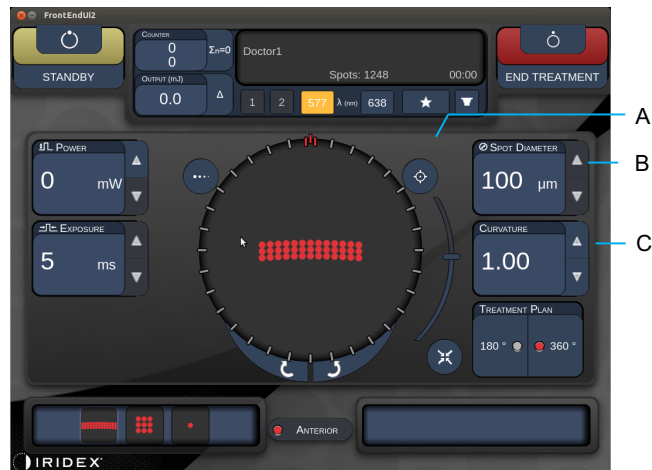 FrontEndUI2
STANDBY
COUNTER
0
0
Σn=0
OUTPUT (mJ)
0.0
Δ
Doctor1
Spots: 1248 00:00
1 2 577 λ (nm) 638
END TREATMENT
A
POWER
0 mW
SPOT DIAMETER
100 µm
B
EXPOSURE
5 ms
CURVATURE
1.00
C
TREATMENT PLAN
180 ° 360 °
ANTERIOR
IRIDEX